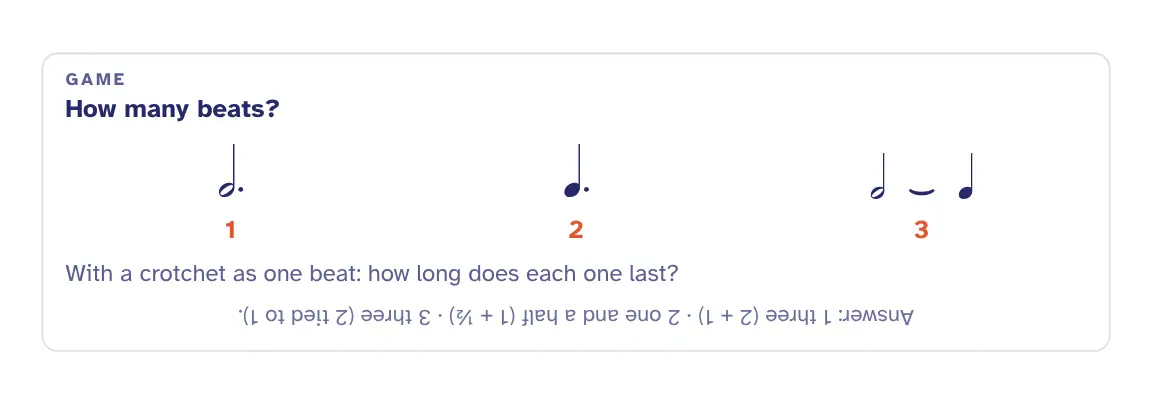 GAME
How many beats?
1 2 3
With a crotchet as one beat: how long does each one last?
Answer: 1 three (2 + 1) · 2 one and a half (1 + ½) · 3 three (2 tied to 1).